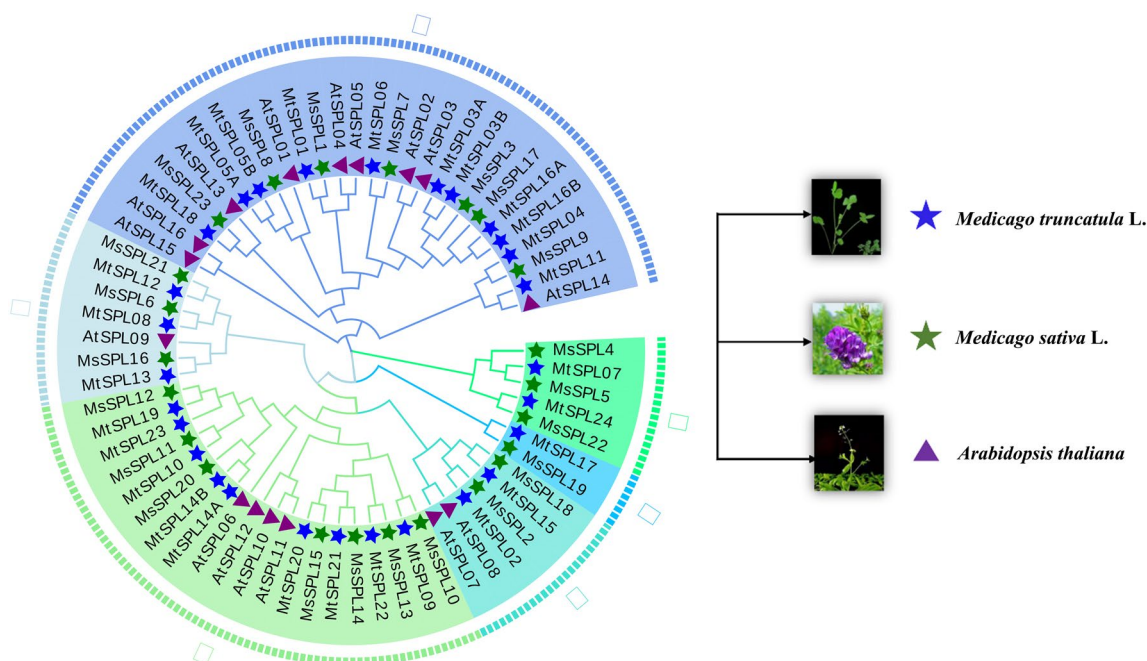 MsSPL21
AtSPL15
AtSPL16
MtSPL18
MsSPL23
AtSPL13
MtSPL05A
MtSPL05B
MsSPL8
AtSPL01
MtSPL01
MsSPL1
AtSPL04
AtSPL05
MtSPL06
MsSPL7
AtSPL02
AtSPL03
MtSPL03A
MtSPL03B
MsSPL3
MsSPL17
MtSPL16A
MtSPL16B
MtSPL04
MsSPL9
MtSPL11
AtSPL14
MsSPL4
MtSPL07
MsSPL5
MtSPL24
MsSPL22
MtSPL17
MsSPL19
MsSPL18
MtSPL15
MsSPL2
MtSPL02
AtSPL08
AtSPL07
MsSPL10
MtSPL09
MsSPL13
MtSPL22
MsSPL14
MtSPL21
MsSPL15
MtSPL20
AtSPL11
AtSPL10
AtSPL12
AtSPL06
MtSPL14A
MtSPL14B
MsSPL20
MtSPL10
MsSPL11
MtSPL23
MtSPL19
MsSPL12
MtSPL13
MsSPL16
AtSPL09
MtSPL08
MsSPL6
MtSPL12
Medicago truncatula L.
Medicago sativa L.
Arabidopsis thaliana